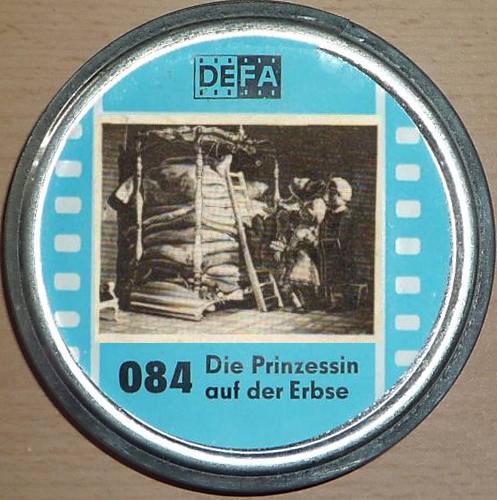 DEFA
084 Die Prinzessin
auf der Erbse